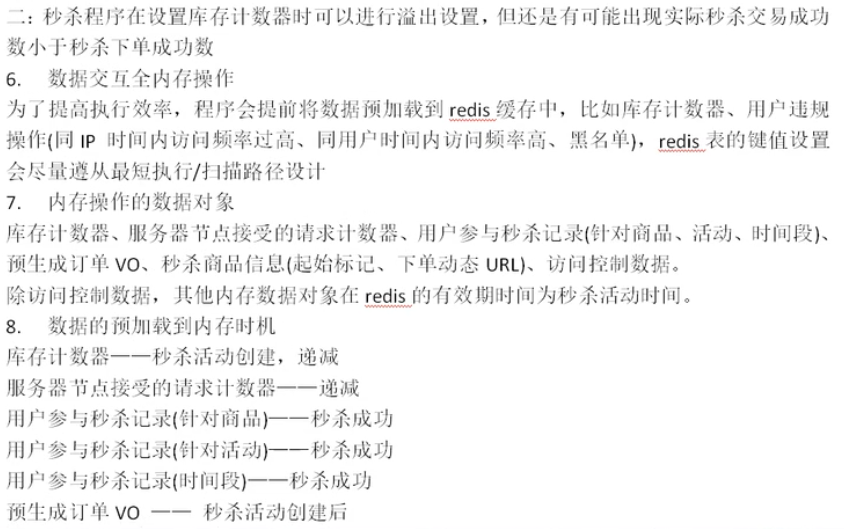 二：秒杀程序在设置库存计数器时可以进行溢出设置，但还是有可能出现实际秒杀交易成功
数小于秒杀下单成功数
6. 数据交互全内存操作
为了提高执行效率，程序会提前将数据预加载到 redis 缓存中，比如库存计数器、用户违规
操作(同 IP 时间内访问频率过高、同用户时间内访问频率高、黑名单)，redis 表的键值设置
会尽量遵从最短执行/扫描路径设计
7. 内存操作的数据对象
库存计数器、服务器节点接受的请求计数器、用户参与秒杀记录(针对商品、活动、时间段)、
预生成订单 VO、秒杀商品信息(起始标记、下单动态 URL)、访问控制数据。
除访问控制数据，其他内存数据对象在 redis 的有效期时间为秒杀活动时间。
8. 数据的预加载到内存时机
库存计数器——秒杀活动创建，递减
服务器节点接受的请求计数器——递减
用户参与秒杀记录(针对商品)——秒杀成功
用户参与秒杀记录(针对活动)——秒杀成功
用户参与秒杀记录(时间段)——秒杀成功
预生成订单 VO —— 秒杀活动创建后